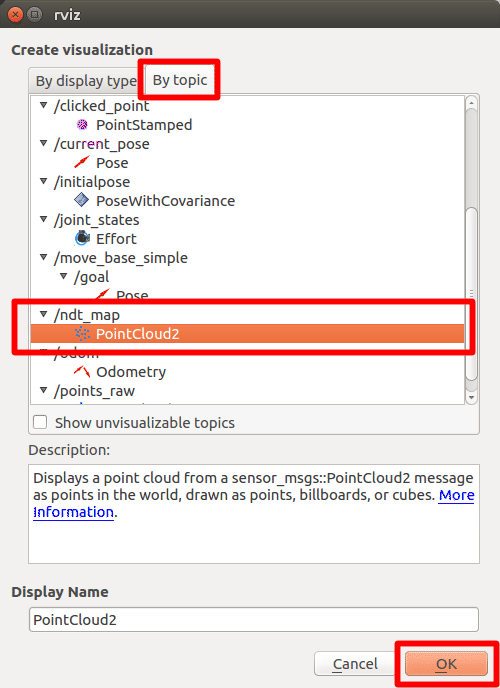 rviz
Create visualization
By display type By topic
/clicked_point
PointStamped
/current_pose
Pose
/initialpose
PoseWithCovariance
/joint_states
Effort
/move_base_simple
/goal
Pose
/ndt_map
PointCloud2
/odom
Odometry
/points_raw
Show unvisualizable topics
Description:
Displays a point cloud from a sensor_msgs::PointCloud2 message
as points in the world, drawn as points, billboards, or cubes. More
Information.
Display Name
PointCloud2
Cancel OK